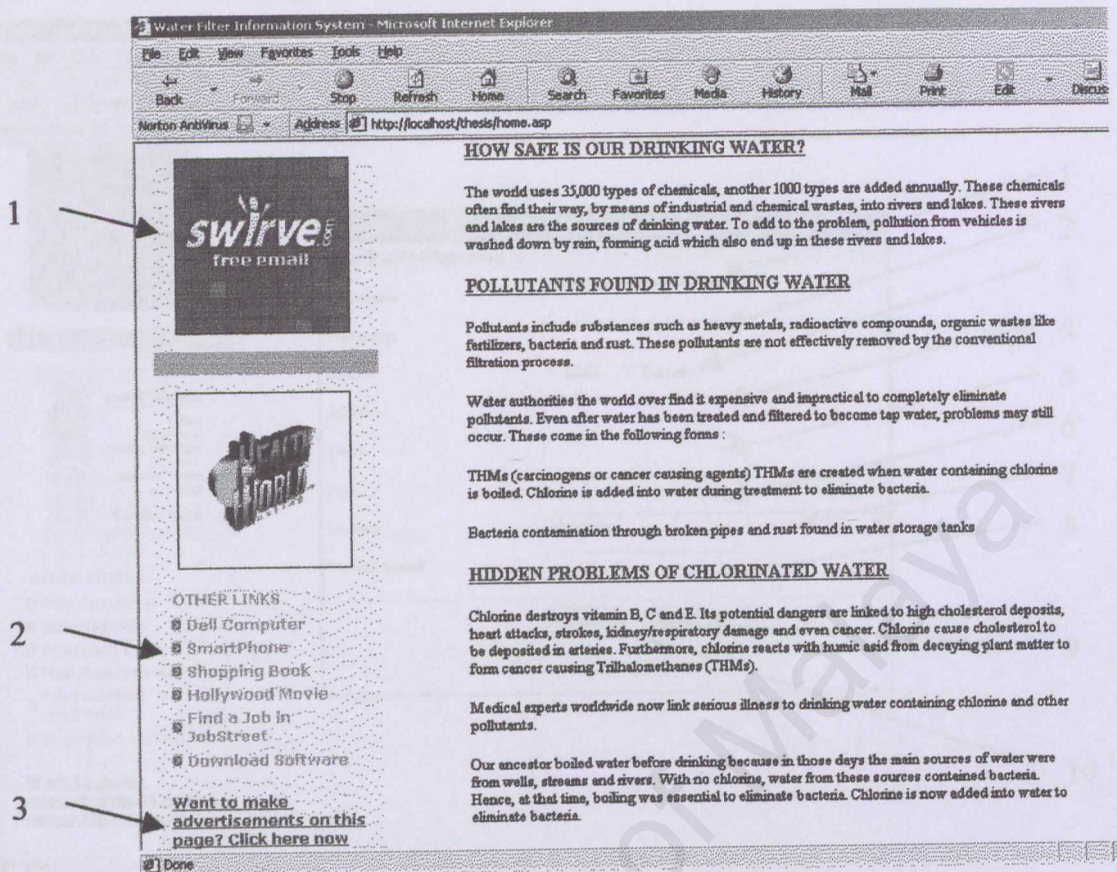 Water Filter Information System - Microsoft Internet Explorer
File Edit View Favorites Tools Help
Back Forward Stop Refresh Home Search Favorites Media History Mail Print Edit Discuss
Norton AntiVirus Address http://localhost/thesis/home.asp
1
swirve.com
free email
2
OTHER LINKS
Dell Computer
SmartPhone
Shopping Book
Hollywood Movie
Find a Job in
JobStreet
Download Software
3
Want to make
advertisements on this
page? Click here now
HOW SAFE IS OUR DRINKING WATER?
The world uses 35,000 types of chemicals, another 1000 types are added annually. These chemicals
often find their way, by means of industrial and chemical wastes, into rivers and lakes. These rivers
and lakes are the sources of drinking water. To add to the problem, pollution from vehicles is
washed down by rain, forming acid which also end up in these rivers and lakes.
POLLUTANTS FOUND IN DRINKING WATER
Pollutants include substances such as heavy metals, radioactive compounds, organic wastes like
fertilizers, bacteria and rust. These pollutants are not effectively removed by the conventional
filtration process.
Water authorities the world over find it expensive and impractical to completely eliminate
pollutants. Even after water has been treated and filtered to become tap water, problems may still
occur. These come in the following forms :
THMs (carcinogens or cancer causing agents) THMs are created when water containing chlorine
is boiled. Chlorine is added into water during treatment to eliminate bacteria.
Bacteria contamination through broken pipes and rust found in water storage tanks
HIDDEN PROBLEMS OF CHLORINATED WATER
Chlorine destroys vitamin B, C and E. Its potential dangers are linked to high cholesterol deposits,
heart attacks, strokes, kidney/respiratory damage and even cancer. Chlorine cause cholesterol to
be deposited in arteries. Furthermore, chlorine reacts with humic asid from decaying plant matter to
form cancer causing Trilhalomethanes (THMs).
Medical experts worldwide now link serious illness to drinking water containing chlorine and other
pollutants.
Our ancestor boiled water before drinking because in those days the main sources of water were
from wells, streams and rivers. With no chlorine, water from these sources contained bacteria.
Hence, at that time, boiling was essential to eliminate bacteria. Chlorine is now added into water to
eliminate bacteria.
Done
of Malaya